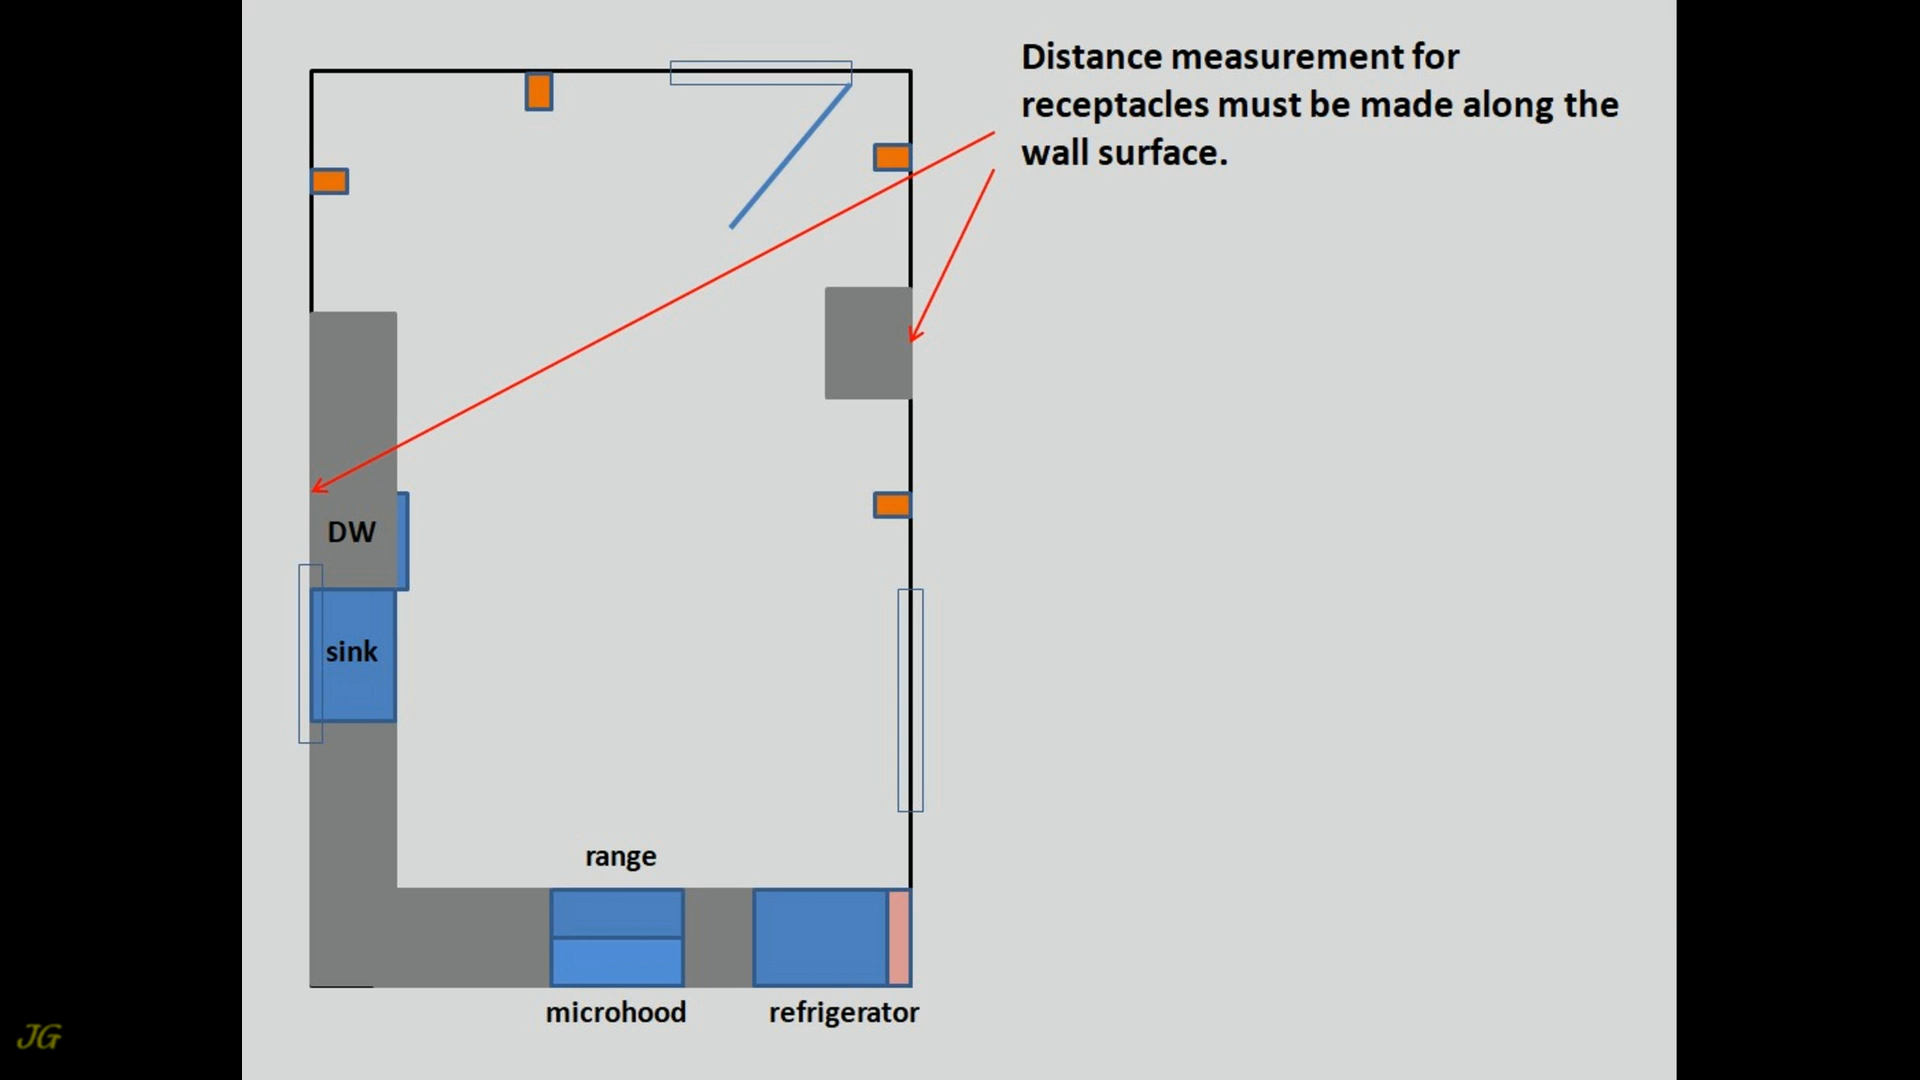 Distance measurement for
receptacles must be made along the
wall surface.
DW
sink
range
microhood
refrigerator
JG